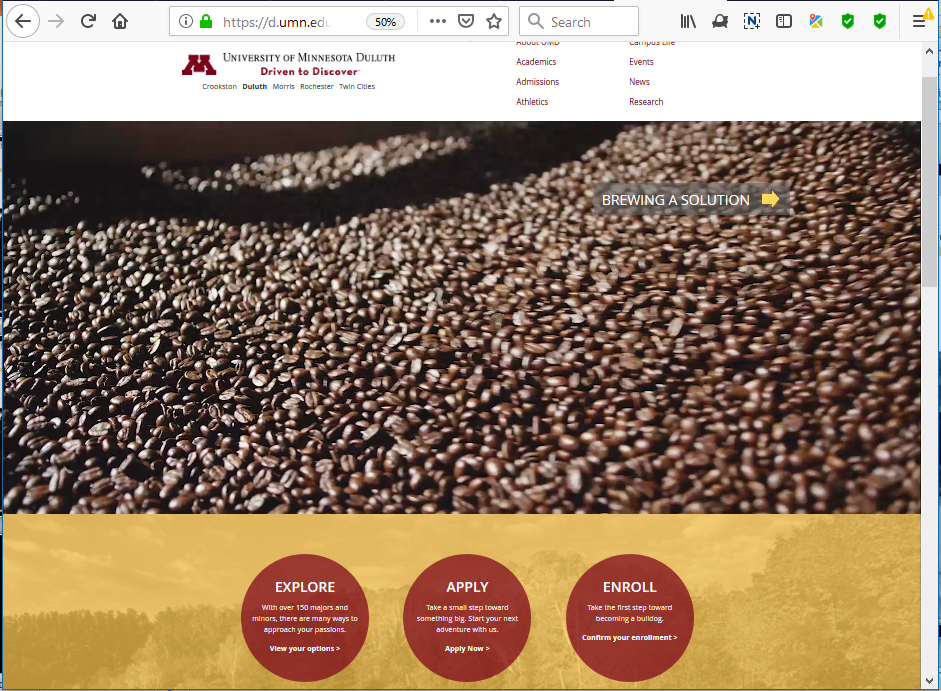 https://d.umn.edu
50%
Search
UNIVERSITY OF MINNESOTA DULUTH
Driven to Discover
Crookston Duluth Morris Rochester Twin Cities
About UMD
Academics
Admissions
Athletics
Campus Life
Events
News
Research
BREWING A SOLUTION
EXPLORE
With over 150 majors and
minors, there are many ways to
approach your passions.
View your options >
APPLY
Take a small step toward
something big. Start your next
adventure with us.
Apply Now >
ENROLL
Take the first step toward
becoming a bulldog.
Confirm your enrollment >